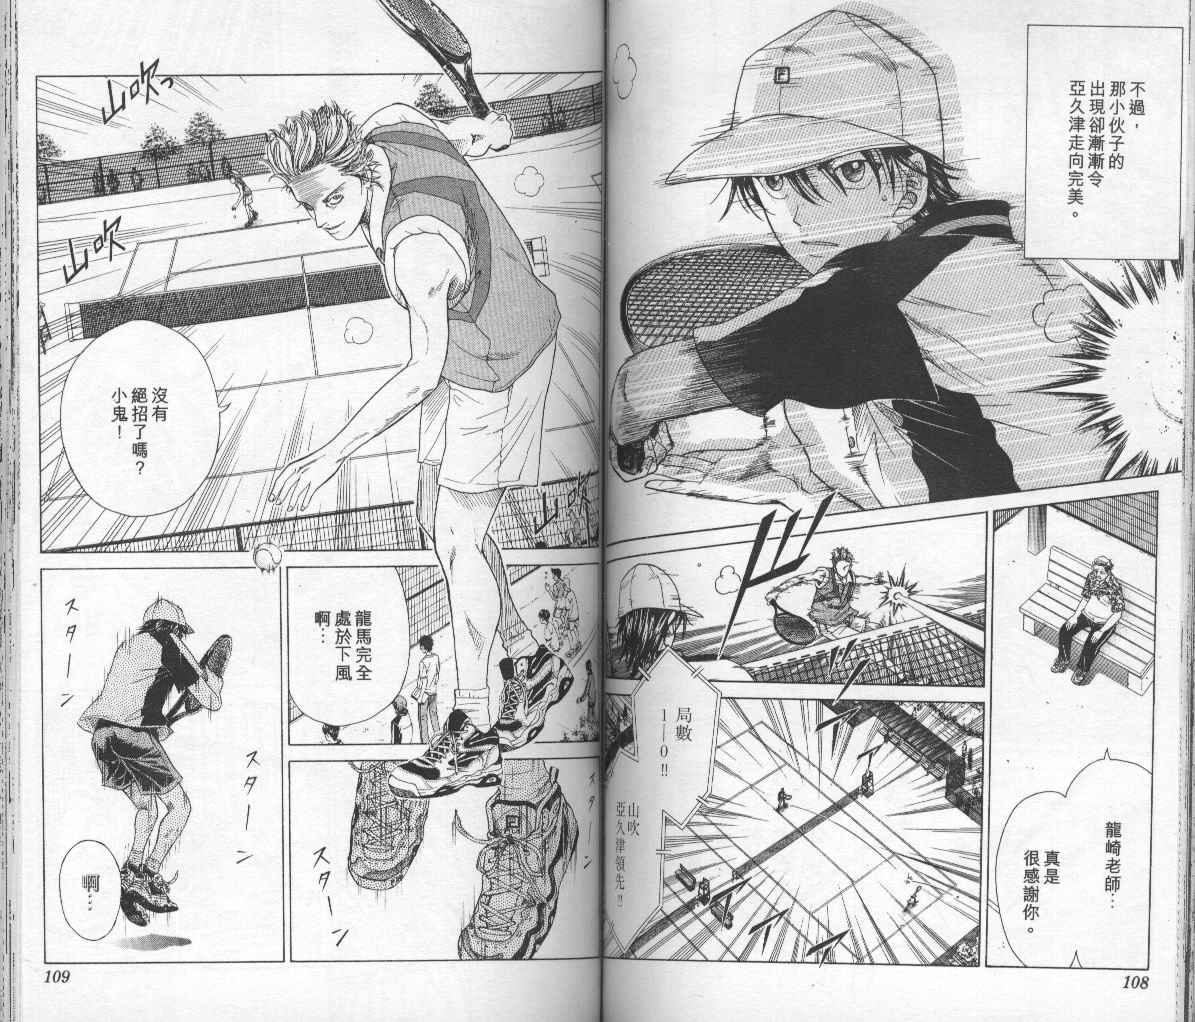 不過，
那小伙子的
出現卻漸漸令
亞久津走向完美。
龍崎老師…
真是
很感謝你。
局數
1—0!!
山吹
亞久津領先!!
108
山吹っ
山吹
山吹
沒有
絕招了嗎？
小鬼！
龍馬完全
處於下風
啊…
スターン
スターン
スターン
スターン
啊…
109